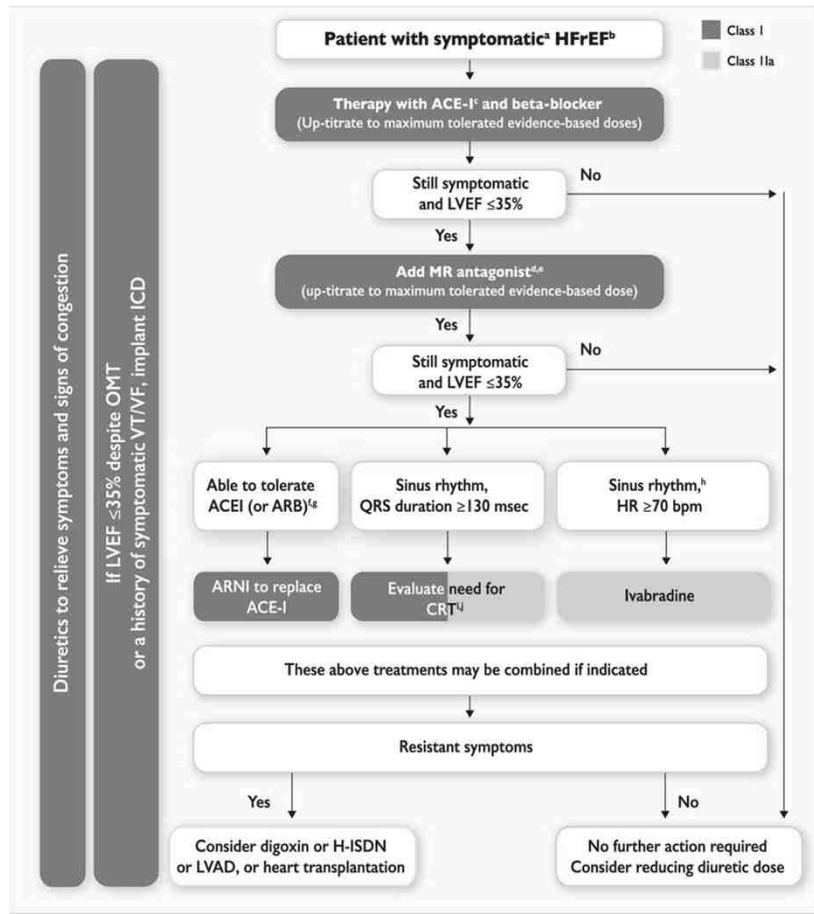 Patient with symptomaticᵃ HFrEFᵇ
Class I
Class IIa
Therapy with ACE-Iᶜ and beta-blocker
(Up-titrate to maximum tolerated evidence-based doses)
Still symptomatic
and LVEF ≤35%
No
Yes
Add MR antagonistᵈ,ᵉ
(up-titrate to maximum tolerated evidence-based dose)
Yes
Still symptomatic
and LVEF ≤35%
No
Yes
Able to tolerate
ACEI (or ARB)ᶠ,ᵍ
Sinus rhythm,
QRS duration ≥130 msec
Sinus rhythm,ʰ
HR ≥70 bpm
ARNI to replace
ACE-I
Evaluate need for
CRTⁱ,ʲ
Ivabradine
These above treatments may be combined if indicated
Resistant symptoms
Yes
No
Consider digoxin or H-ISDN
or LVAD, or heart transplantation
No further action required
Consider reducing diuretic dose
Diuretics to relieve symptoms and signs of congestion
If LVEF ≤35% despite OMT
or a history of symptomatic VT/VF, implant ICD